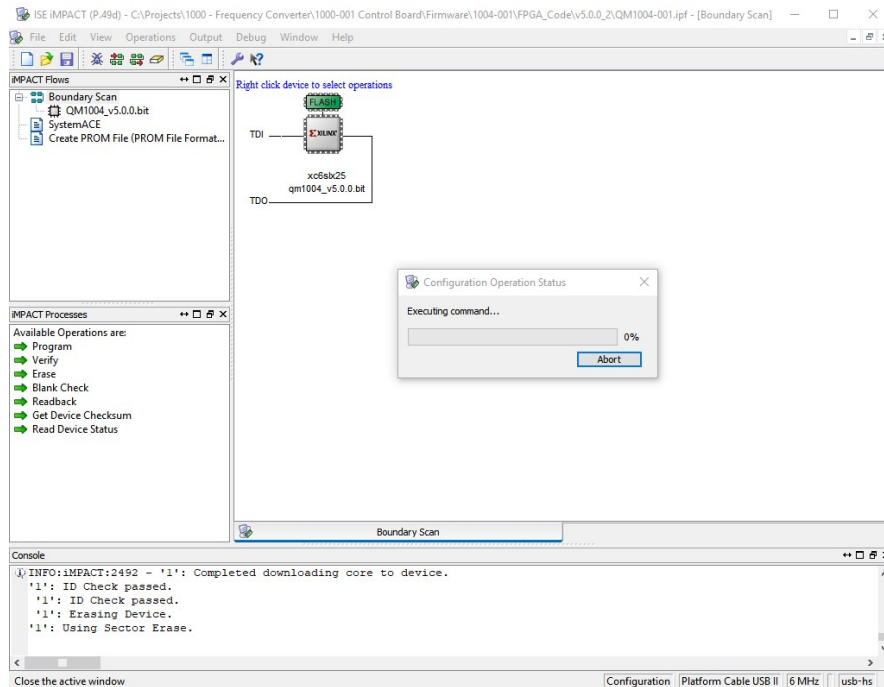 ISE iMPACT (P.49d) - C:\Projects\1000 - Frequency Converter\1000-001 Control Board\Firmware\1004-001\FPGA_Code\v5.0.0_2\QM1004-001.ipf - [Boundary Scan]
File Edit View Operations Output Debug Window Help
iMPACT Flows
Boundary Scan
QM1004_v5.0.0.bit
SystemACE
Create PROM File (PROM File Format...
Right click device to select operations
FLASH
TDI
XILINX
xc6slx25
qm1004_v5.0.0.bit
TDO
Configuration Operation Status
Executing command...
0%
Abort
iMPACT Processes
Available Operations are:
Program
Verify
Erase
Blank Check
Readback
Get Device Checksum
Read Device Status
Boundary Scan
Console
INFO:iMPACT:2492 - '1': Completed downloading core to device.
'1': ID Check passed.
'1': ID Check passed.
'1': Erasing Device.
'1': Using Sector Erase.
Close the active window
Configuration Platform Cable USB II 6 MHz usb-hs